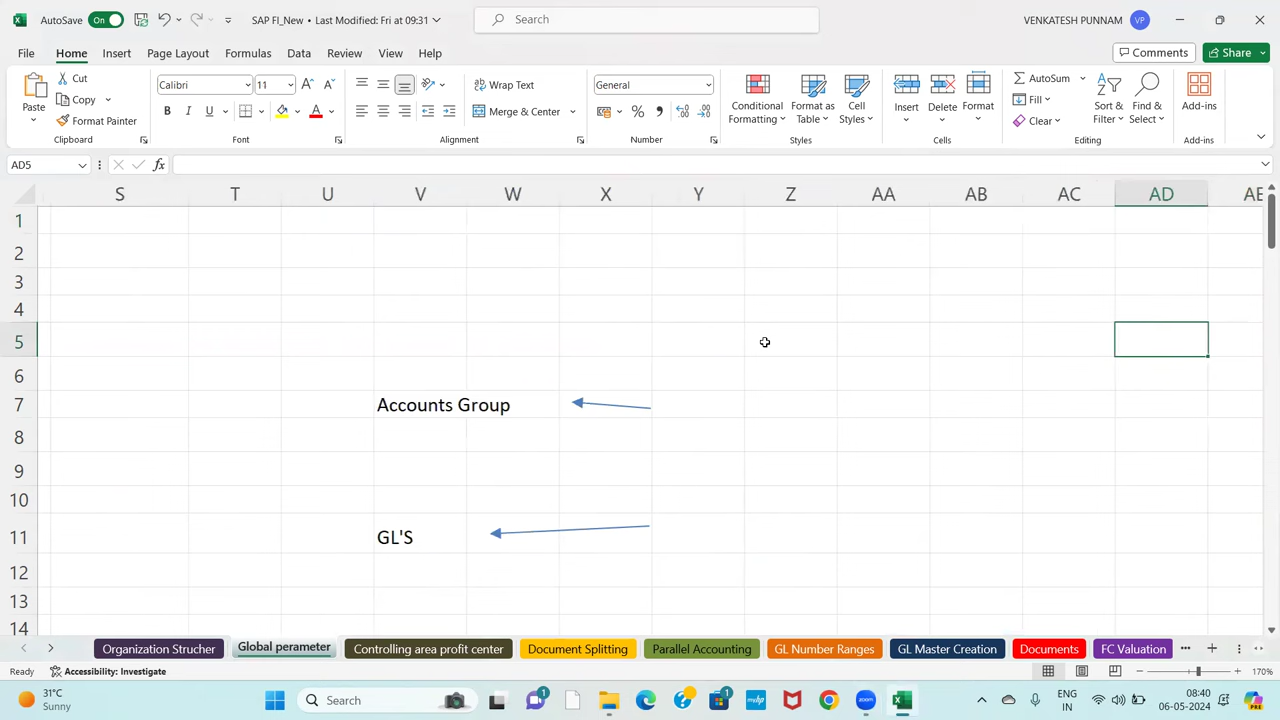 AutoSave On SAP FI_New • Last Modified: Fri at 09:31 Search VENKATESH PUNNAM VP
File Home Insert Page Layout Formulas Data Review View Help Comments Share
Paste Cut Copy Format Painter
Calibri 11 A A B I U A
Wrap Text Merge & Center
General % ,
Conditional Formatting Format as Table Cell Styles
Insert Delete Format
AutoSum Fill Clear Sort & Filter Find & Select
Add-ins
Clipboard Font Alignment Number Styles Cells Editing Add-ins
AD5 fx
S T U V W X Y Z AA AB AC AD AE
1
2
3
4
5
6
7 Accounts Group
8
9
10
11 GL'S
12
13
14
Organization Strucher Global perameter Controlling area profit center Document Splitting Parallel Accounting GL Number Ranges GL Master Creation Documents FC Valuation
Ready Accessibility: Investigate 170%
31°C
Sunny
Search
1
1
zoom
ENG
IN
08:40
06-05-2024
PRE